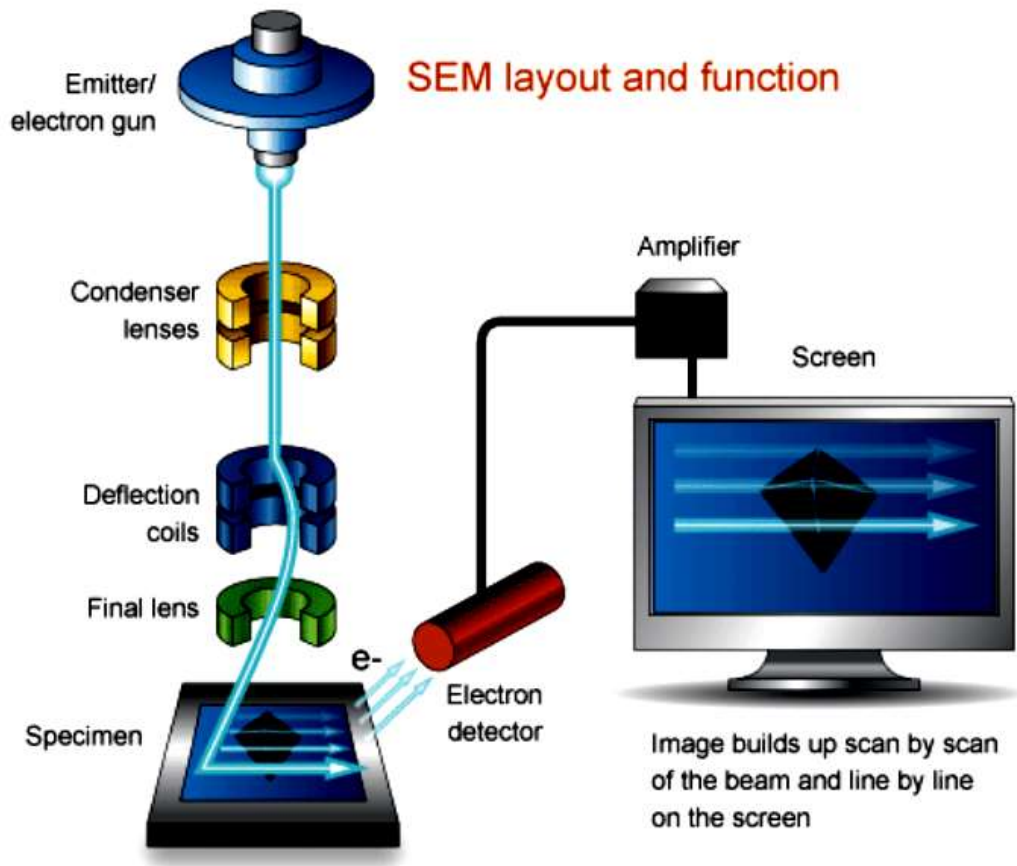 SEM layout and function
Emitter/
electron gun
Condenser
lenses
Deflection
coils
Final lens
Specimen
e-
Electron
detector
Amplifier
Screen
Image builds up scan by scan
of the beam and line by line
on the screen